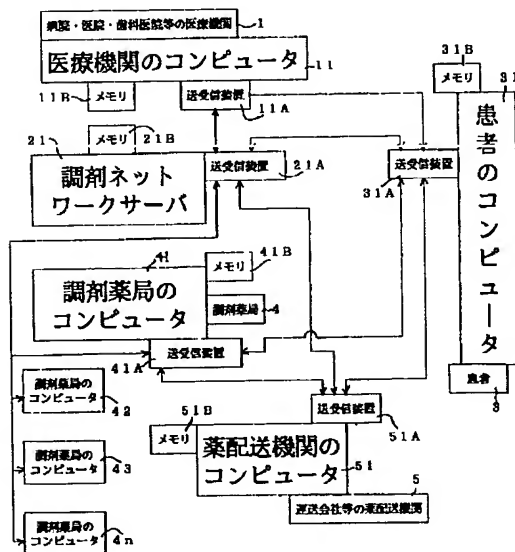 病院・医院・歯科医院等の医療機関
1
31B
31
医療機関のコンピュータ
11
メモリ
11B
メモリ
送受信装置
11A
21
メモリ
21B
患者のコンピュータ
調剤ネット
ワークサーバ
送受信装置
21A
送受信装置
31A
41
メモリ
41B
調剤薬局の
コンピュータ
調剤薬局
4
送受信装置
41A
患者
3
調剤薬局の
コンピュータ
42
51B
メモリ
送受信装置
51A
薬配送機関の
コンピュータ
51
調剤薬局の
コンピュータ
43
5
運送会社等の薬配送機関
調剤薬局の
コンピュータ
4n